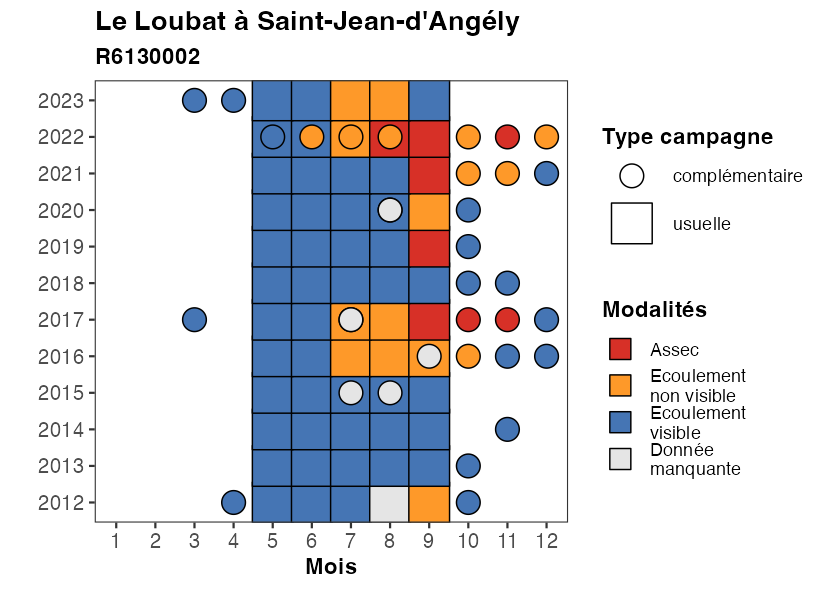 Le Loubat à Saint-Jean-d'Angély
R6130002
2023
2022
2021
2020
2019
2018
2017
2016
2015
2014
2013
2012
1 2 3 4 5 6 7 8 9 10 11 12
Mois
Type campagne
complémentaire
usuelle
Modalités
Assec
Ecoulement
non visible
Ecoulement
visible
Donnée
manquante